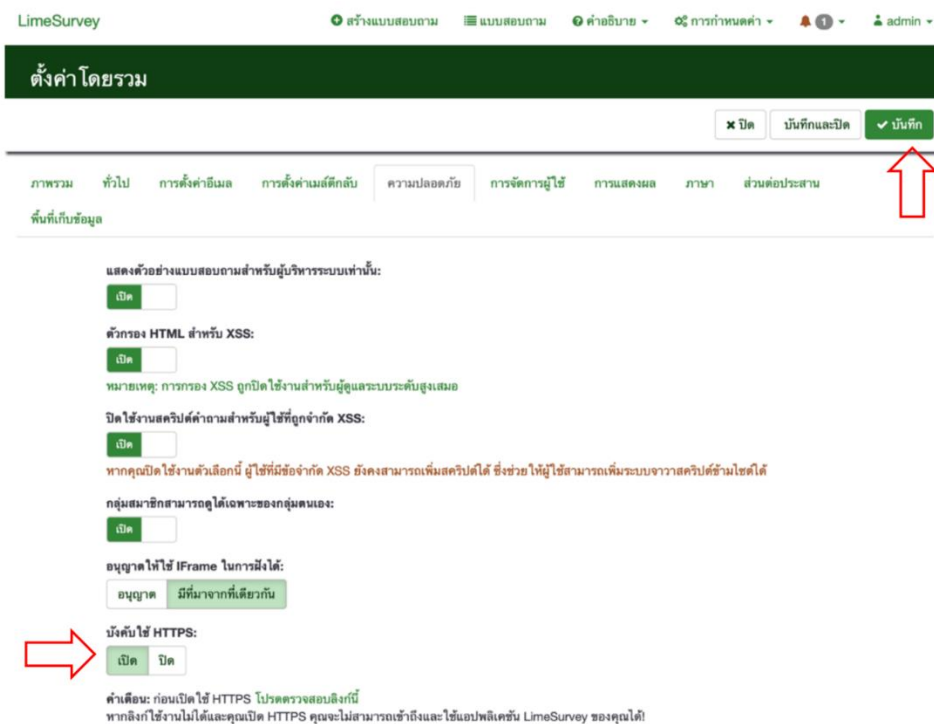 LimeSurvey สร้างแบบสอบถาม แบบสอบถาม คำอธิบาย การกำหนดค่า 1 admin
ตั้งค่าโดยรวม
ปิด บันทึกและปิด บันทึก
ภาพรวม ทั่วไป การตั้งค่าอีเมล การตั้งค่าเมล์ตีกลับ ความปลอดภัย การจัดการผู้ใช้ การแสดงผล ภาษา ส่วนต่อประสาน
พื้นที่เก็บข้อมูล
แสดงตัวอย่างแบบสอบถามสำหรับผู้บริหารระบบเท่านั้น:
เปิด
ตัวกรอง HTML สำหรับ XSS:
เปิด
หมายเหตุ: การกรอง XSS ถูกปิดใช้งานสำหรับผู้ดูแลระบบระดับสูงเสมอ
ปิดใช้งานสคริปต์คำถามสำหรับผู้ใช้ที่ถูกจำกัด XSS:
เปิด
หากคุณปิดใช้งานตัวเลือกนี้ ผู้ใช้ที่มีข้อจำกัด XSS ยังคงสามารถเพิ่มสคริปต์ได้ ซึ่งช่วยให้ผู้ใช้สามารถเพิ่มระบบจาวาสคริปต์ข้ามไซต์ได้
กลุ่มสมาชิกสามารถดูได้เฉพาะของกลุ่มตนเอง:
เปิด
อนุญาตให้ใช้ IFrame ในการฝังได้:
อนุญาต มีที่มาจากที่เดียวกัน
บังคับใช้ HTTPS:
เปิด ปิด
คำเตือน: ก่อนเปิดใช้ HTTPS โปรดตรวจสอบลิงก์นี้
หากลิงก์ใช้งานไม่ได้และคุณเปิด HTTPS คุณจะไม่สามารถเข้าถึงและใช้แอปพลิเคชัน LimeSurvey ของคุณได้!